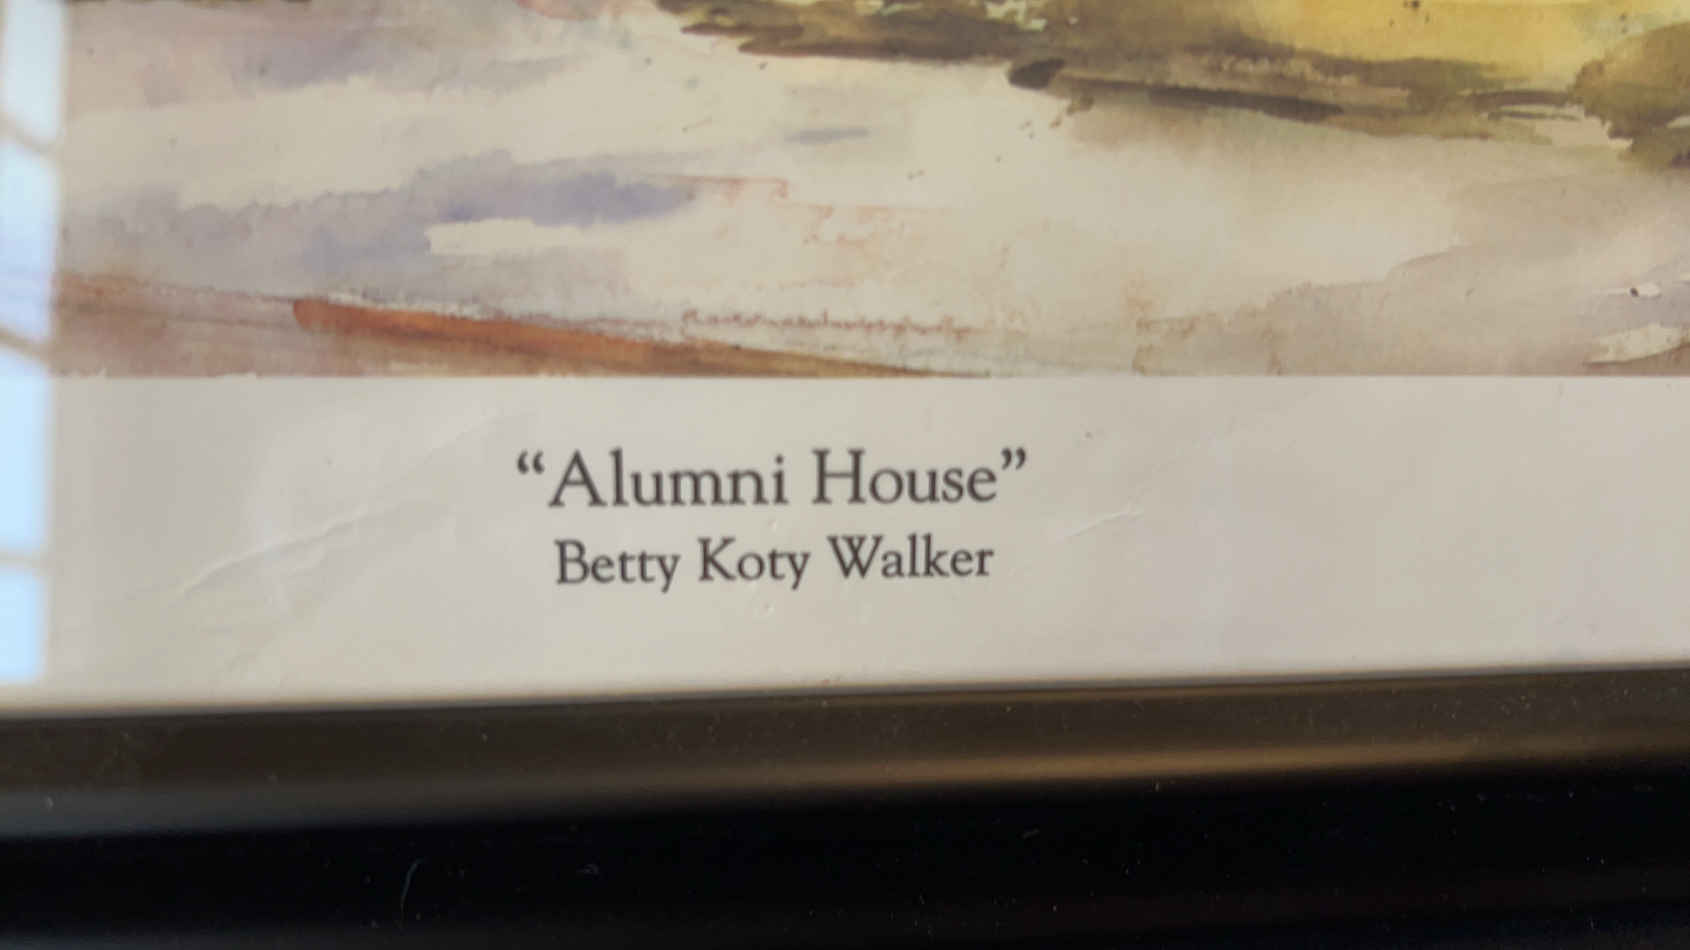 “Alumni House”
Betty Koty Walker